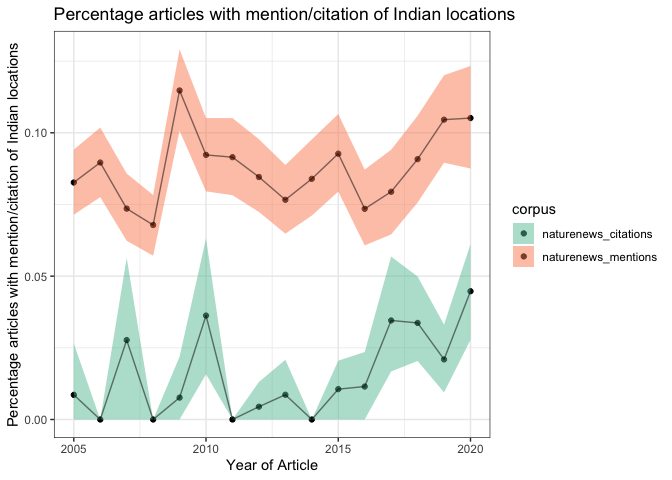 Percentage articles with mention/citation of Indian locations
Percentage articles with mention/citation of Indian locations
0.10
0.05
0.00
2005
2010
2015
2020
Year of Article
corpus
naturenews_citations
naturenews_mentions